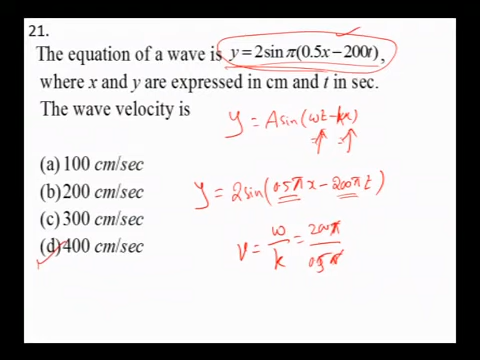 21.
The equation of a wave is y = 2 sin π(0.5x − 200t),
where x and y are expressed in cm and t in sec.
The wave velocity is
y = A sin(ωt − kx)
(a) 100 cm/sec
(b) 200 cm/sec
y = 2 sin(0.5πx − 200πt)
(c) 300 cm/sec
(d) 400 cm/sec
v = ω/k = 200π/0.5π